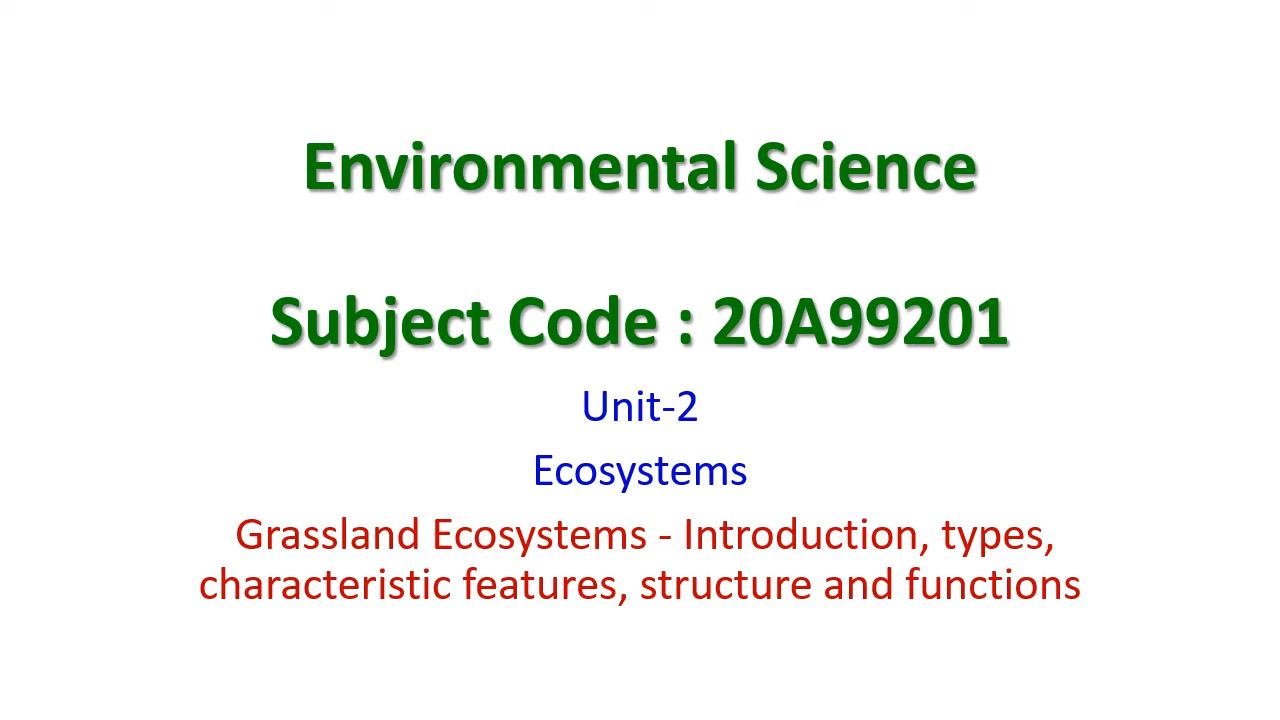 Environmental Science
Subject Code : 20A99201
Unit-2
Ecosystems
Grassland Ecosystems - Introduction, types,
characteristic features, structure and functions